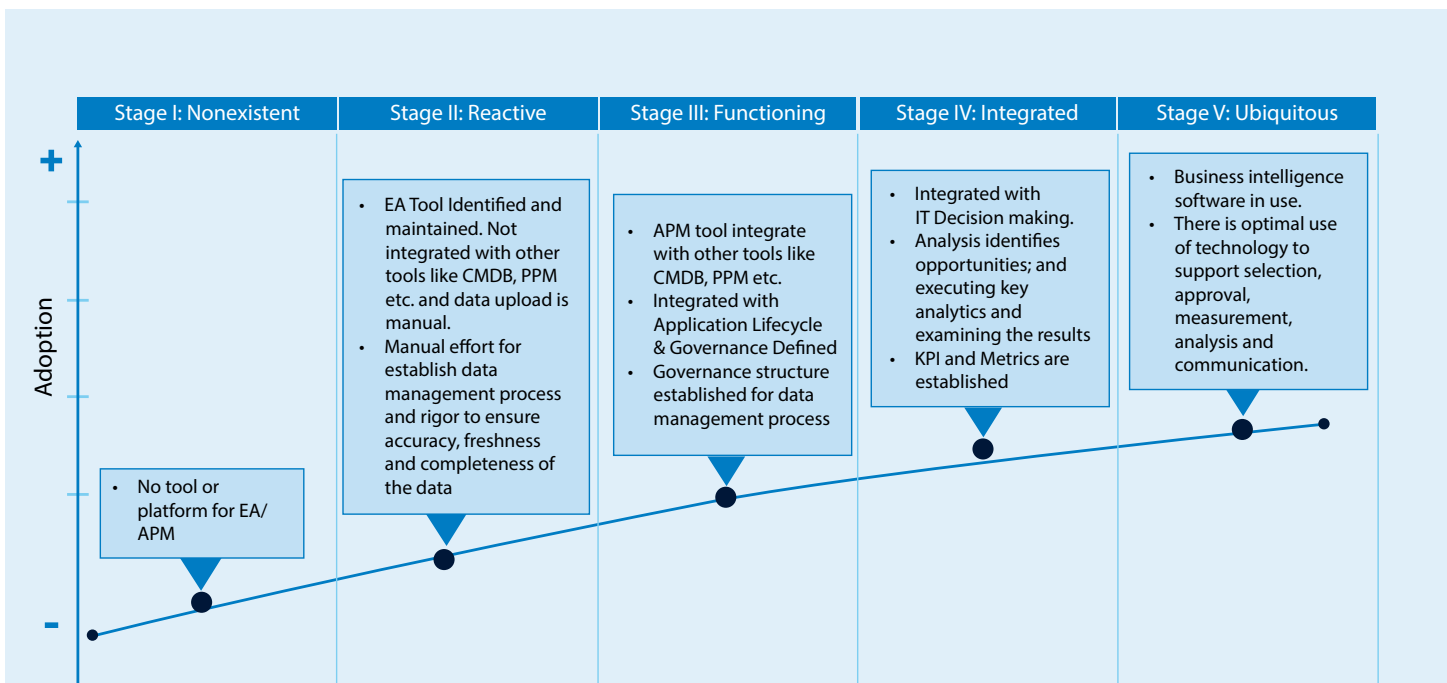 Stage I: Nonexistent
Stage II: Reactive
Stage III: Functioning
Stage IV: Integrated
Stage V: Ubiquitous
+
Adoption
-
• No tool or
platform for EA/
APM
• EA Tool Identified and
maintained. Not
integrated with other
tools like CMDB, PPM
etc. and data upload is
manual.
• Manual effort for
establish data
management process
and rigor to ensure
accuracy, freshness
and completeness of
the data
• APM tool integrate
with other tools like
CMDB, PPM etc.
• Integrated with
Application Lifecycle
& Governance Defined
• Governance structure
established for data
management process
• Integrated with
IT Decision making.
• Analysis identifies
opportunities; and
executing key
analytics and
examining the results
• KPI and Metrics are
established
• Business intelligence
software in use.
• There is optimal use
of technology to
support selection,
approval,
measurement,
analysis and
communication.